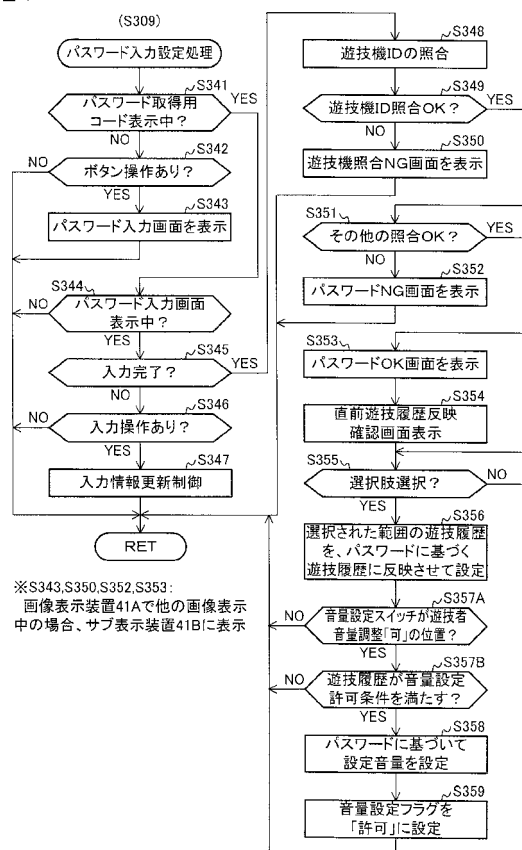 (S309)
パスワード入力設定処理
S341
パスワード取得用
コード表示中?
YES
NO
S342
NO
ボタン操作あり?
YES
S343
パスワード入力画面を表示
S344
NO
パスワード入力画面
表示中?
YES
S345
YES
入力完了?
NO
S346
NO
入力操作あり?
YES
S347
入力情報更新制御
RET
※S343,S350,S352,S353:
画像表示装置41Aで他の画像表示
中の場合、サブ表示装置41Bに表示
S348
遊技機IDの照合
S349
遊技機ID照合OK?
YES
NO
S350
遊技機照合NG画面を表示
S351
その他の照合OK?
YES
NO
S352
パスワードNG画面を表示
S353
パスワードOK画面を表示
S354
直前遊技履歴反映
確認画面表示
S355
選択肢選択?
NO
YES
S356
選択された範囲の遊技履歴
を、パスワードに基づく
遊技履歴に反映させて設定
S357A
NO
音量設定スイッチが遊技者
音量調整「可」の位置?
YES
S357B
NO
遊技履歴が音量設定
許可条件を満たす?
YES
S358
パスワードに基づいて
設定音量を設定
S359
音量設定フラグを
「許可」に設定